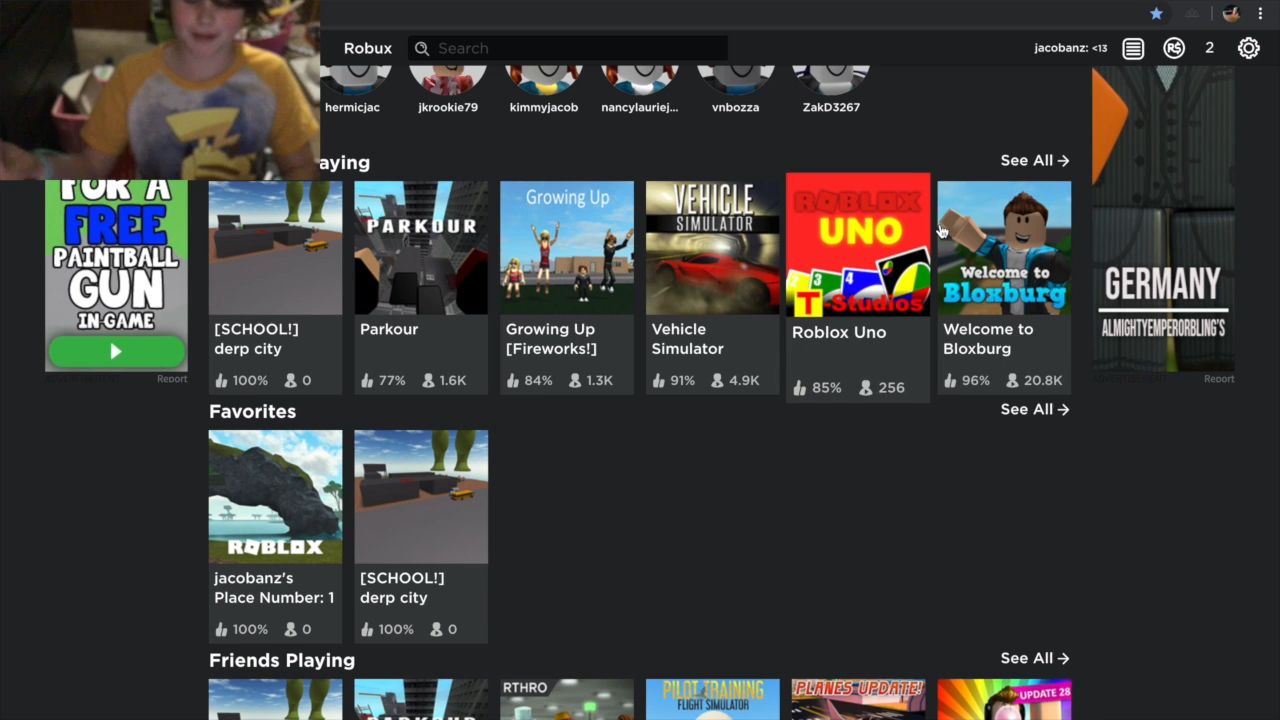 Robux
Search
jacobanz: <13
2
hermicjac
jkrookie79
kimmyjacob
nancylauriej...
vnbozza
ZakD3267
aying
See All
FOR A
FREE
PAINTBALL
GUN
IN-GAME
ADVERTISEMENT
Report
Growing Up
PARKOUR
VEHICLE
SIMULATOR
ROBLOX
UNO
T-Studios
Welcome to
Bloxburg
GERMANY
ALMIGHTYEMPERORBLING'S
ADVERTISEMENT
Report
[SCHOOL!]
derp city
100% 0
Parkour
77% 1.6K
Growing Up
[Fireworks!]
84% 1.3K
Vehicle
Simulator
91% 4.9K
Roblox Uno
85% 256
Welcome to
Bloxburg
96% 20.8K
Favorites
See All
ROBLOX
jacobanz's
Place Number: 1
100% 0
[SCHOOL!]
derp city
100% 0
Friends Playing
See All
PARKOUR
RTHRO
PILOT TRAINING
FLIGHT SIMULATOR
PLANES UPDATE!
UPDATE 28